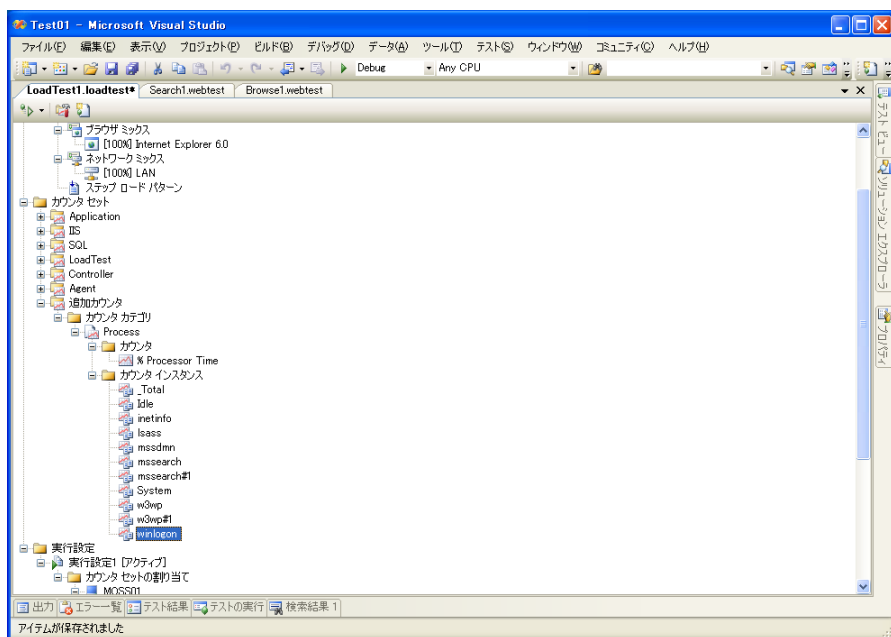 Test01 - Microsoft Visual Studio
ファイル(F) 編集(E) 表示(V) プロジェクト(P) ビルド(B) デバッグ(D) データ(A) ツール(T) テスト(S) ウィンドウ(W) コミュニティ(C) ヘルプ(H)
Debug Any CPU
LoadTest1.loadtest* Search1.webtest Browse1.webtest
ブラウザ ミックス
[100%] Internet Explorer 6.0
ネットワーク ミックス
[100%] LAN
ステップ ロード パターン
カウンタ セット
Application
IIS
SQL
LoadTest
Controller
Agent
追加カウンタ
カウンタ カテゴリ
Process
カウンタ
% Processor Time
カウンタ インスタンス
_Total
Idle
inetinfo
lsass
mssdmn
mssearch
mssearch#1
System
w3wp
w3wp#1
winlogon
実行設定
実行設定1 [アクティブ]
カウンタ セットの割り当て
MOSS01
テスト ビュー
ソリューション エクスプローラ
プロパティ
出力 エラー一覧 テスト結果 テストの実行 検索結果 1
アイテムが保存されました